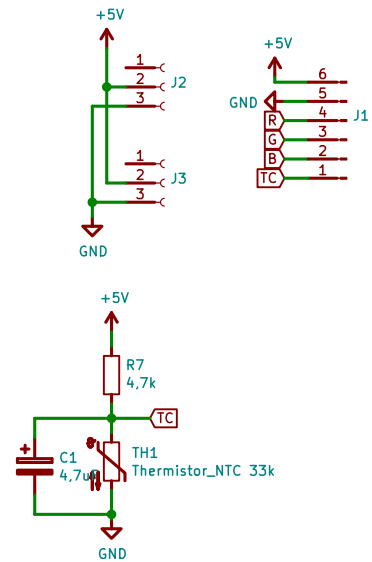 +5V
1
2
3
J2
1
2
3
J3
GND
+5V
6
GND
5
R
4
J1
G
3
B
2
TC
1
+5V
R7
4,7k
TC
C1
4,7u
TH1
Thermistor_NTC 33k
GND